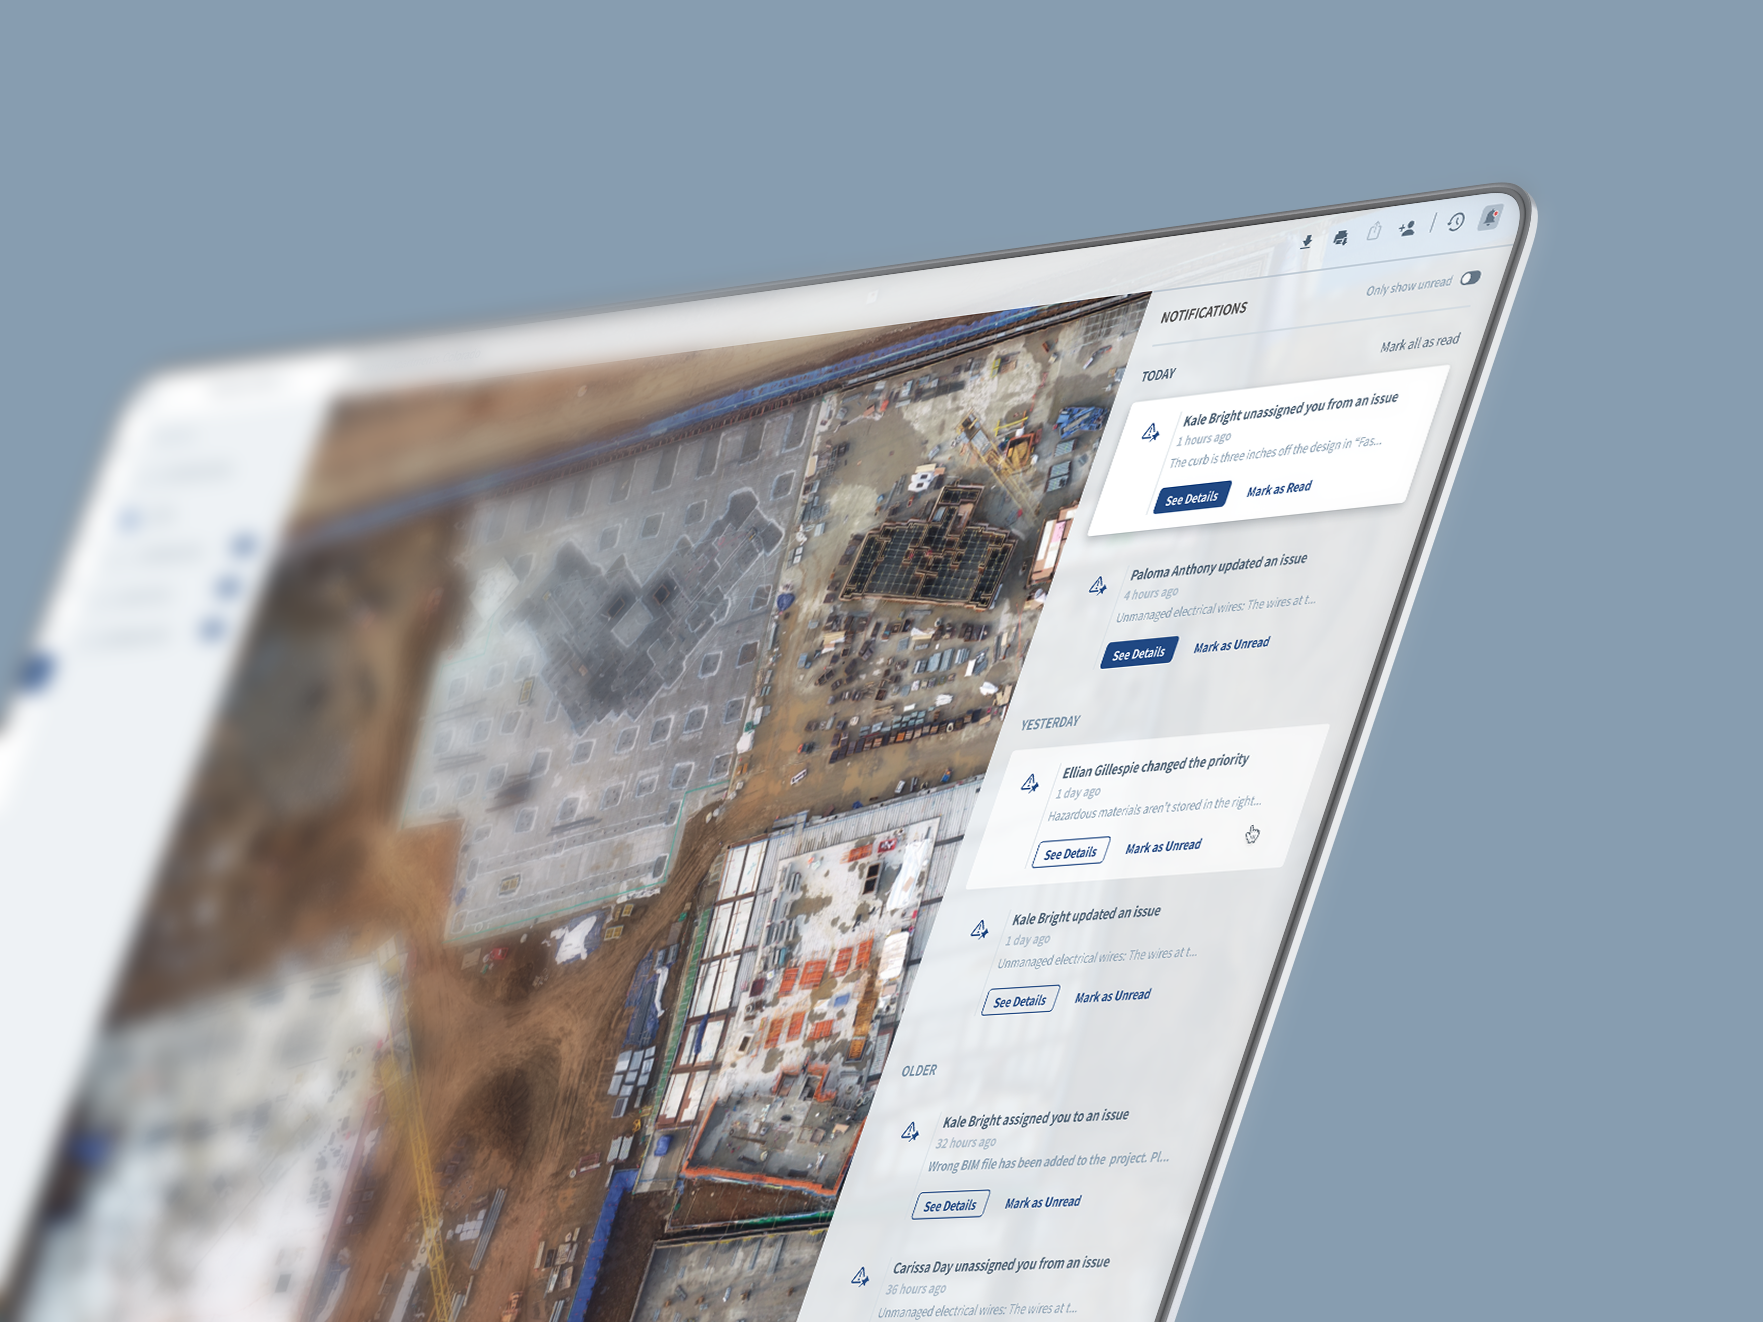 Only show unread
NOTIFICATIONS
Mark all as read
TODAY
Kale Bright unassigned you from an issue
1 hours ago
The curb is three inches off the design in “Fas...
See Details
Mark as Read
Paloma Anthony updated an issue
4 hours ago
Unmanaged electrical wires: The wires at t...
See Details
Mark as Unread
YESTERDAY
Ellian Gillespie changed the priority
1 day ago
Hazardous materials aren't stored in the right...
See Details
Mark as Unread
Kale Bright updated an issue
1 day ago
Unmanaged electrical wires: The wires at t...
See Details
Mark as Unread
OLDER
Kale Bright assigned you to an issue
32 hours ago
Wrong BIM file has been added to the project. Pl...
See Details
Mark as Unread
Carissa Day unassigned you from an issue
36 hours ago
Unmanaged electrical wires: The wires at t...